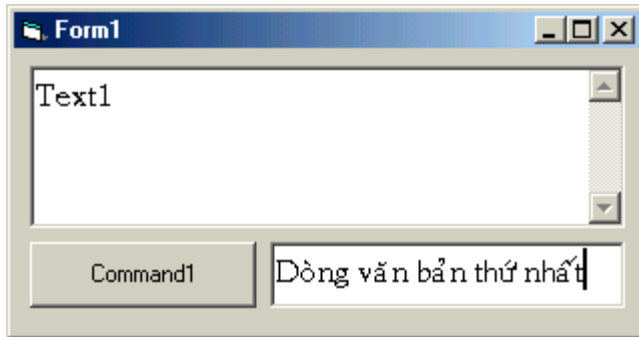 Form1
Text1
Command1
Dòng văn bản thứ nhất